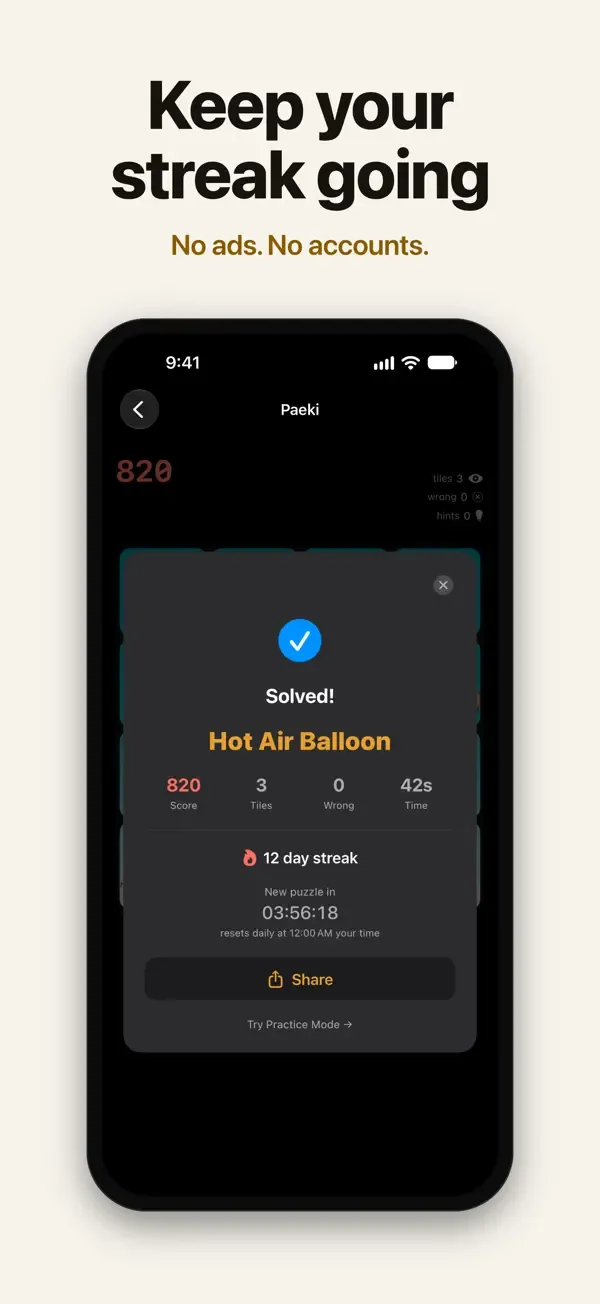 Keep your
streak going
No ads. No accounts.
9:41
Paeki
820
tiles 3
wrong 0
hints 0
Solved!
Hot Air Balloon
820 3 0 42s
Score Tiles Wrong Time
12 day streak
New puzzle in
03:56:18
resets daily at 12:00 AM your time
Share
Try Practice Mode →